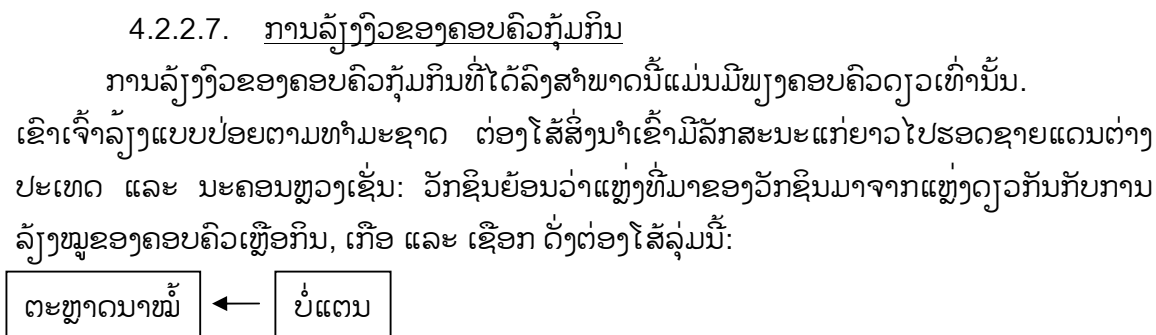 4.2.2.7. ການລ້ຽງງົວຂອງຄອບຄົວກຸ້ມກິນ
ການລ້ຽງງົວຂອງຄອບຄົວກຸ້ມກິນທີ່ໄດ້ລົງສຳພາດນີ້ແມ່ນມີພຽງຄອບຄົວດຽວເທົ່ານັ້ນ.
ເຂົາເຈົ້າລ້ຽງແບບປ່ອຍຕາມທຳມະຊາດ ຕ່ອງໂສ້ສິ່ງນຳເຂົ້າມີລັກສະນະແກ່ຍາວໄປຮອດຊາຍແດນຕ່າງ
ປະເທດ ແລະ ນະຄອນຫຼວງເຊັ່ນ: ວັກຊິນຍ້ອນວ່າແຫຼ່ງທີ່ມາຂອງວັກຊິນມາຈາກແຫຼ່ງດຽວກັນກັບການ
ລ້ຽງໝູຂອງຄອບຄົວເຫຼືອກິນ, ເກືອ ແລະ ເຊືອກ ດັ່ງຕ່ອງໂສ້ລຸ່ມນີ້:
ຕະຫຼາດນາໝໍ້ ← ບໍ່ແຕນ